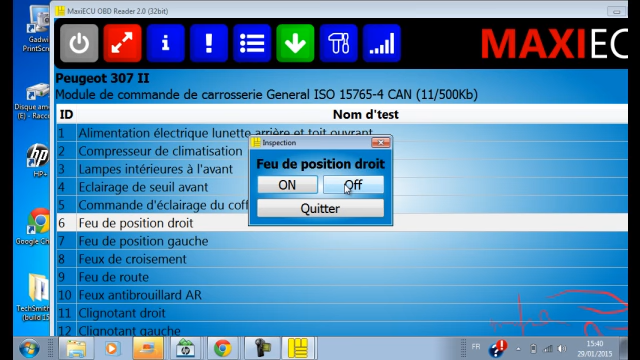 MaxiECU OBD Reader 2.0 (32bit)
Gadwi
PrintScre
MAXIEC
Peugeot 307 II
Module de commande de carrosserie General ISO 15765-4 CAN (11/500Kb)
ID Nom d'test
1 Alimentation électrique lunette arrière et toit ouvrant
2 Compresseur de climatisation
3 Lampes intérieures à l'avant
4 Eclairage de seuil avant
5 Commande d'éclairage du coff
6 Feu de position droit
7 Feu de position gauche
8 Feux de croisement
9 Feu de route
10 Feux antibrouillard AR
11 Clignotant droit
12 Clignotant gauche
Inspection
Feu de position droit
ON Off
Quitter
Disque am
(E) - Racco
HP+
Google Ch
TechSmith
build.15
FR
15:40
29/01/2015